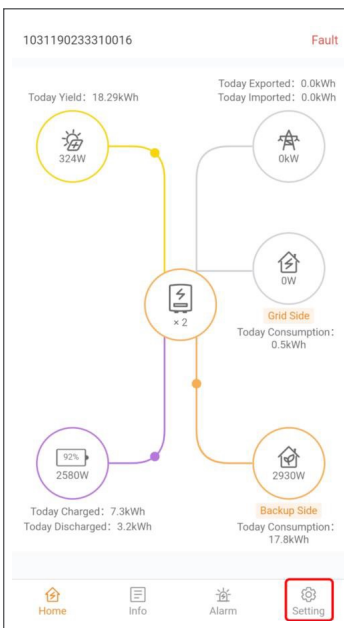 1031190233310016 Fault
Today Exported: 0.0kWh
Today Yield: 18.29kWh Today Imported: 0.0kWh
324W 0kW
0W
× 2
Grid Side
Today Consumption:
0.5kWh
92%
2580W 2930W
Today Charged: 7.3kWh Backup Side
Today Discharged: 3.2kWh Today Consumption:
17.8kWh
Home Info Alarm Setting